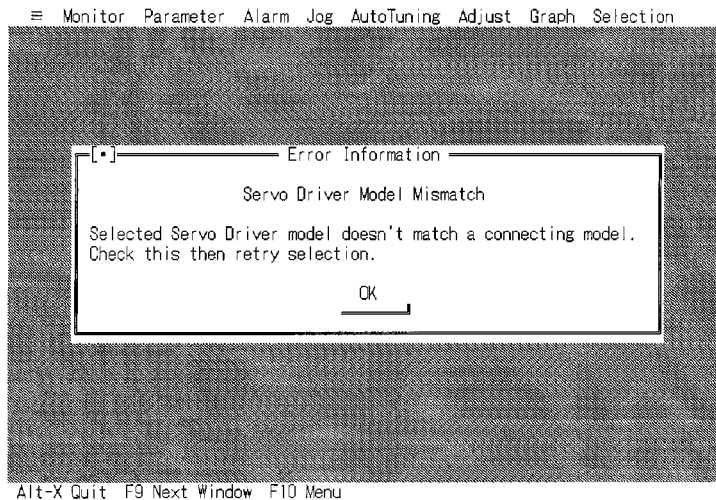 ≡ Monitor Parameter Alarm Jog AutoTuning Adjust Graph Selection
[▪] Error Information
Servo Driver Model Mismatch
Selected Servo Driver model doesn't match a connecting model.
Check this then retry selection.
OK
Alt-X Quit F9 Next Window F10 Menu